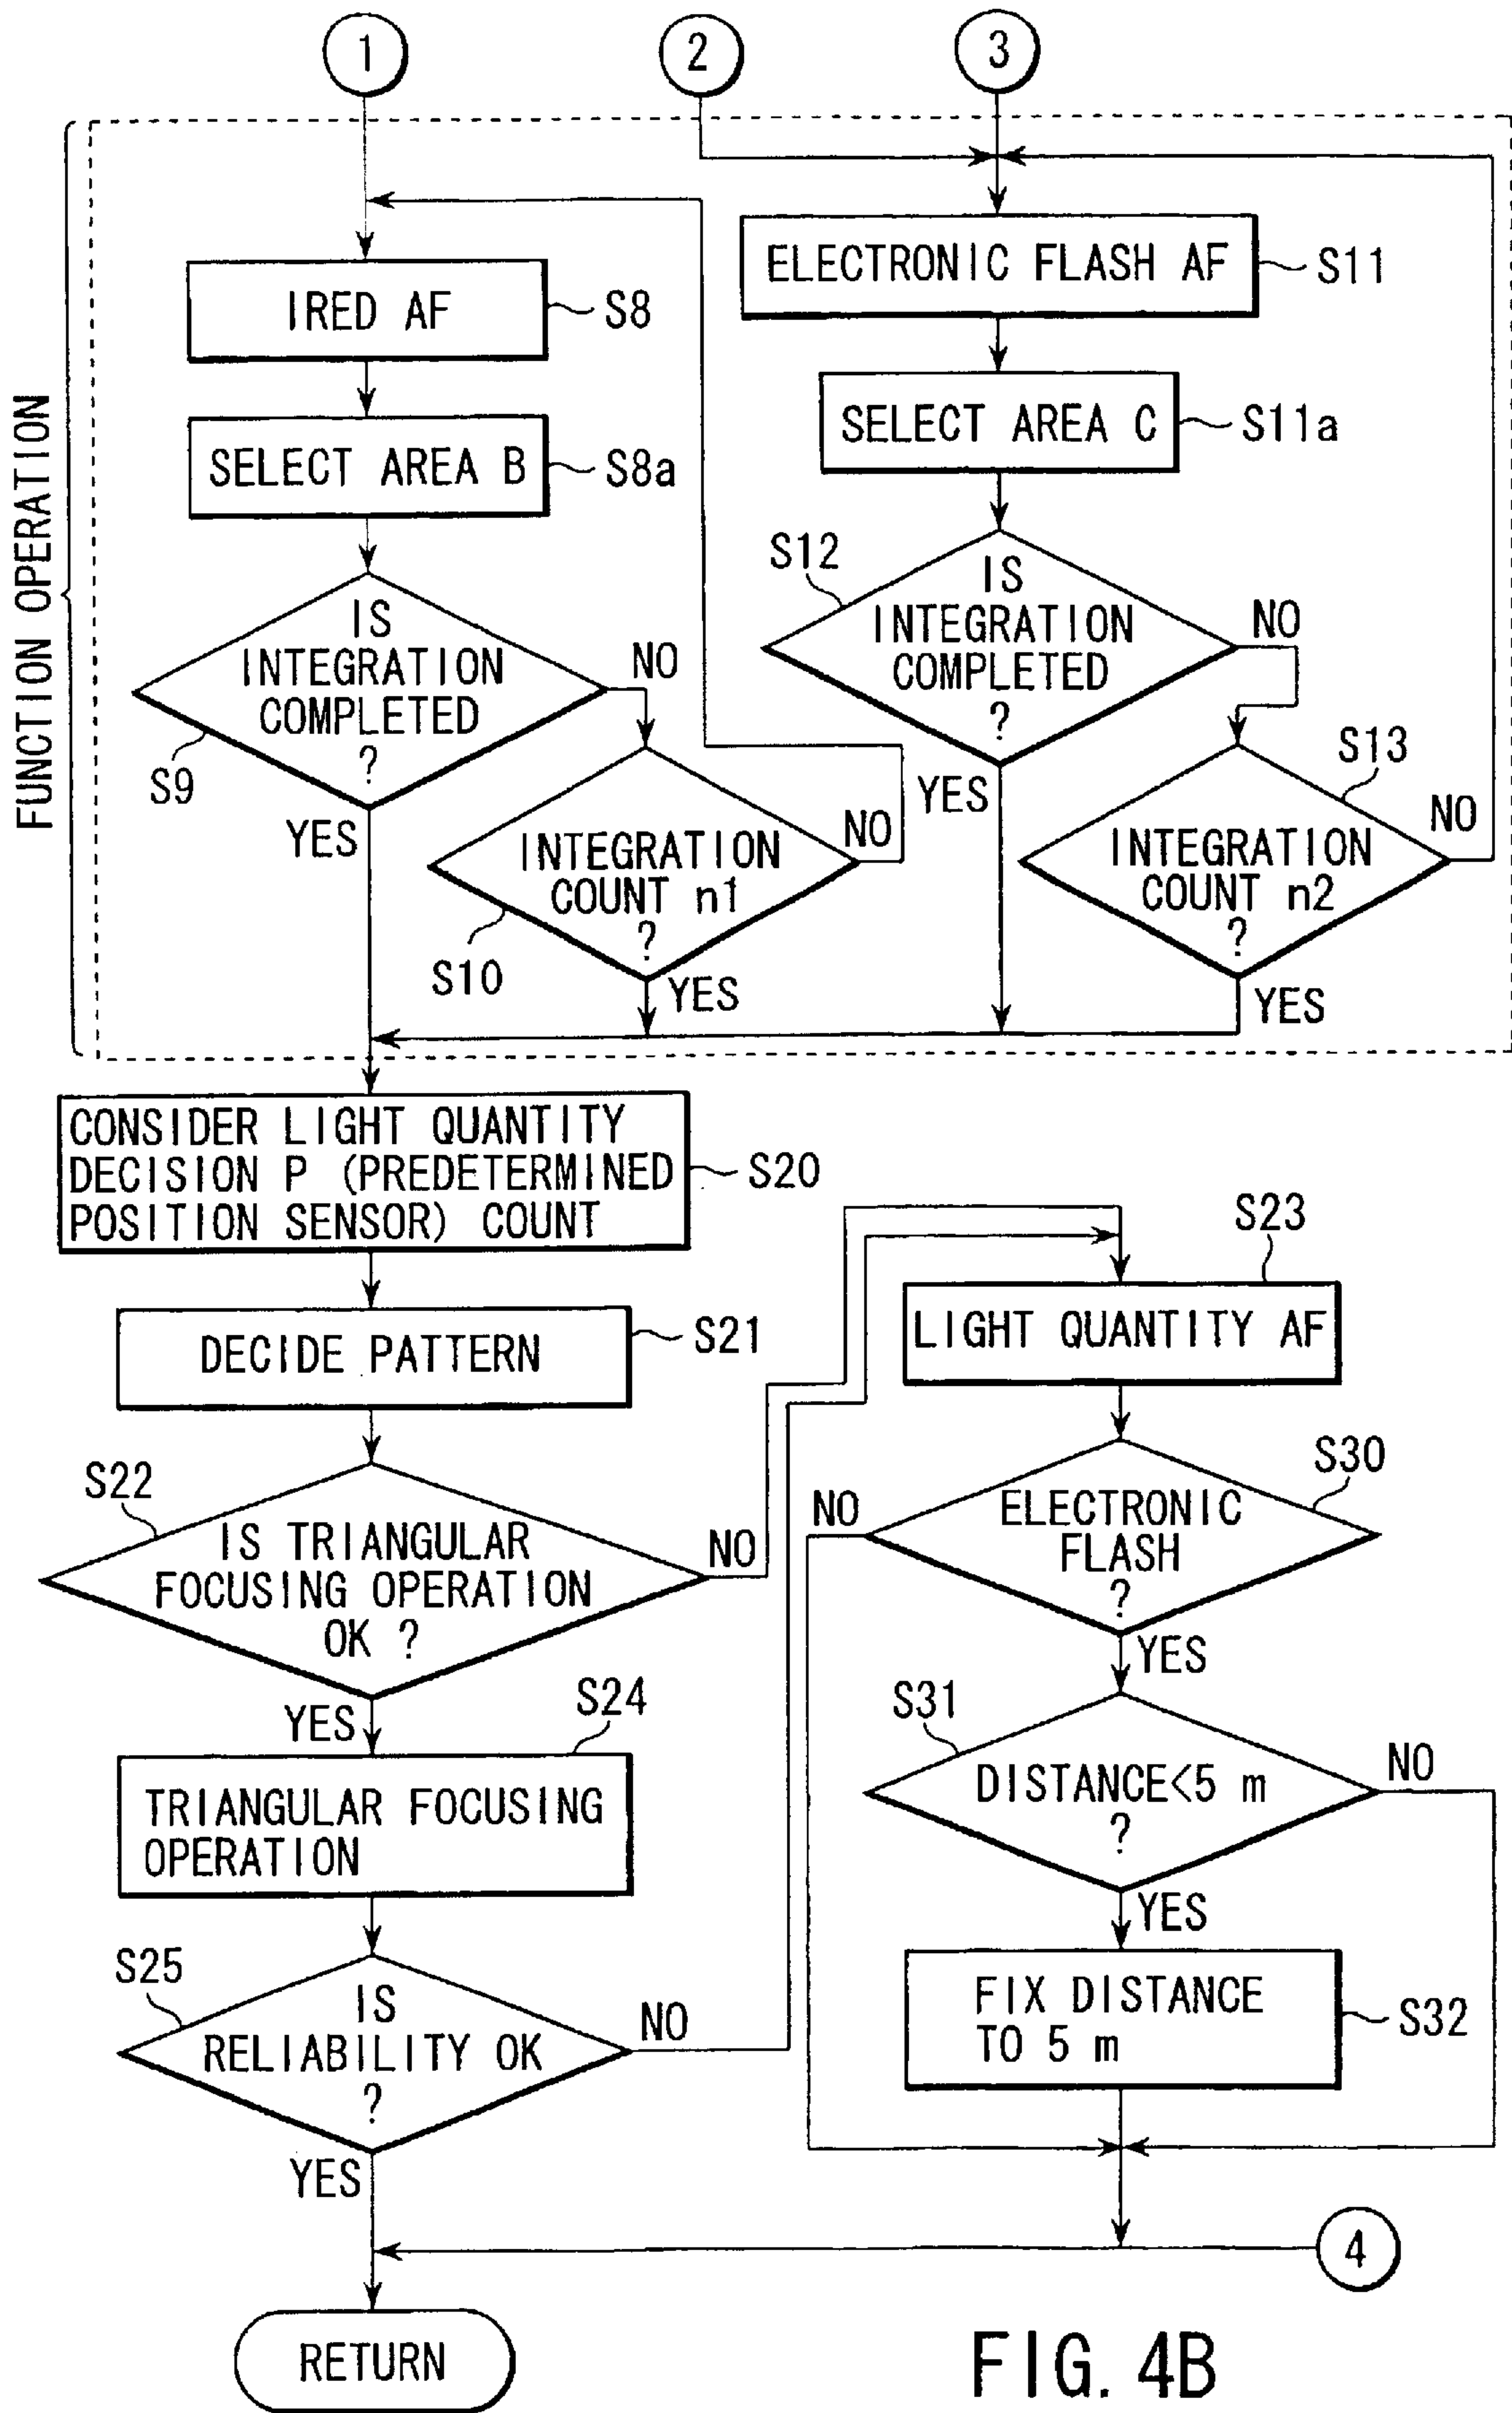 1
2
3
FUNCTION OPERATION
IRED AF
S8
SELECT AREA B
S8a
IS
INTEGRATION
COMPLETED
?
S9
NO
YES
INTEGRATION
COUNT n1
?
S10
NO
YES
ELECTRONIC FLASH AF
S11
SELECT AREA C
S11a
S12
IS
INTEGRATION
COMPLETED
?
NO
YES
S13
INTEGRATION
COUNT n2
?
NO
YES
CONSIDER LIGHT QUANTITY
DECISION P (PREDETERMINED
POSITION SENSOR) COUNT
S20
DECIDE PATTERN
S21
S22
IS TRIANGULAR
FOCUSING OPERATION
OK ?
NO
YES
S24
TRIANGULAR FOCUSING
OPERATION
S25
IS
RELIABILITY OK
?
NO
YES
S23
LIGHT QUANTITY AF
S30
ELECTRONIC
FLASH
?
NO
YES
S31
DISTANCE<5 m
?
NO
YES
FIX DISTANCE
TO 5 m
S32
4
RETURN
FIG. 4B